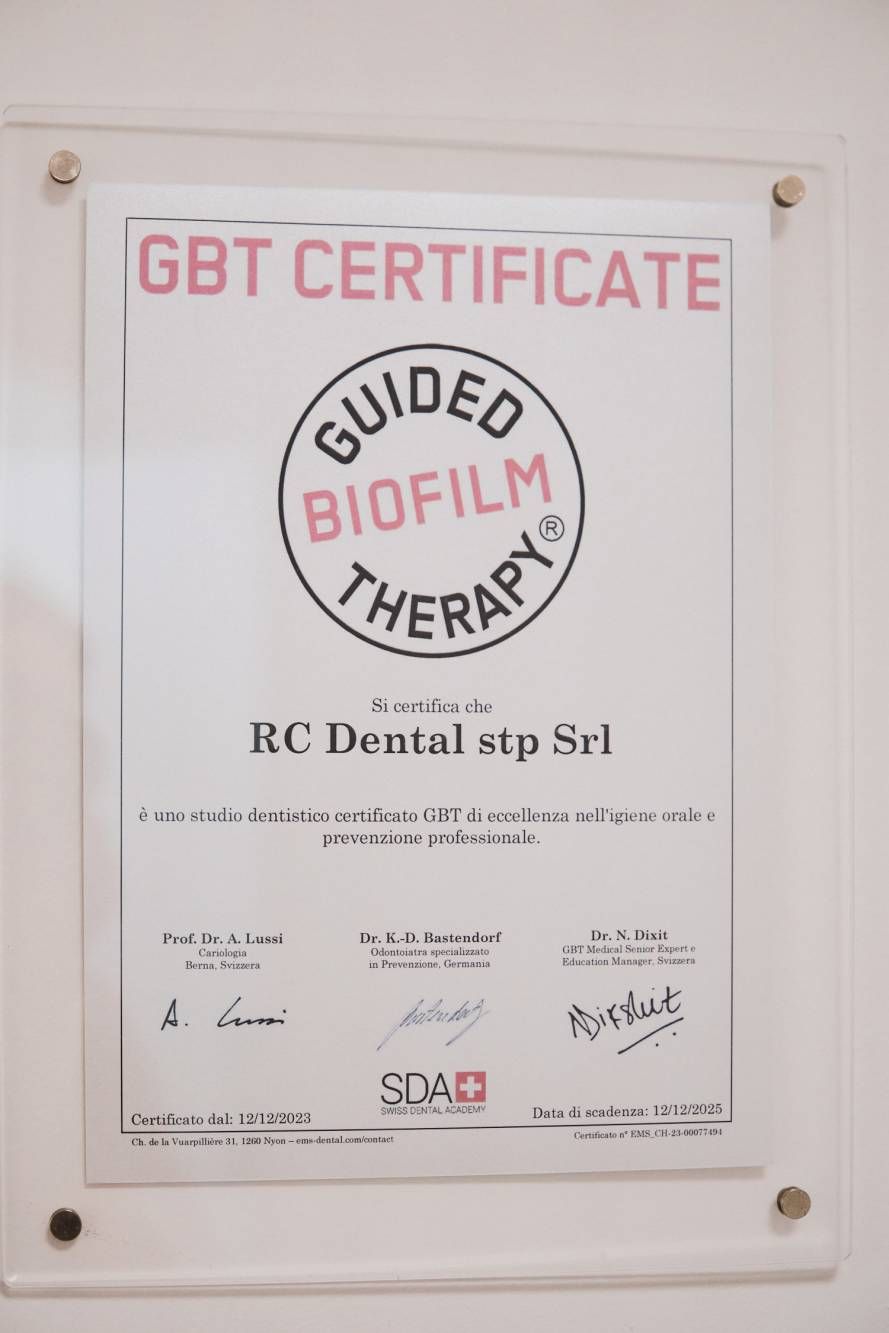 GBT CERTIFICATE
GUIDED
BIOFILM
THERAPY®
Si certifica che
RC Dental stp Srl
è uno studio dentistico certificato GBT di eccellenza nell'igiene orale e
prevenzione professionale.
Prof. Dr. A. Lussi
Cariologia
Berna, Svizzera
Dr. K.-D. Bastendorf
Odontoiatra specializzato
in Prevenzione, Germania
Dr. N. Dixit
GBT Medical Senior Expert e
Education Manager, Svizzera
A. Lussi
SDA
SWISS DENTAL ACADEMY
Certificato dal: 12/12/2023
Data di scadenza: 12/12/2025
Ch. de la Vuarpillière 31, 1260 Nyon – ems-dental.com/contact
Certificato n° EMS_CH-23-00077494